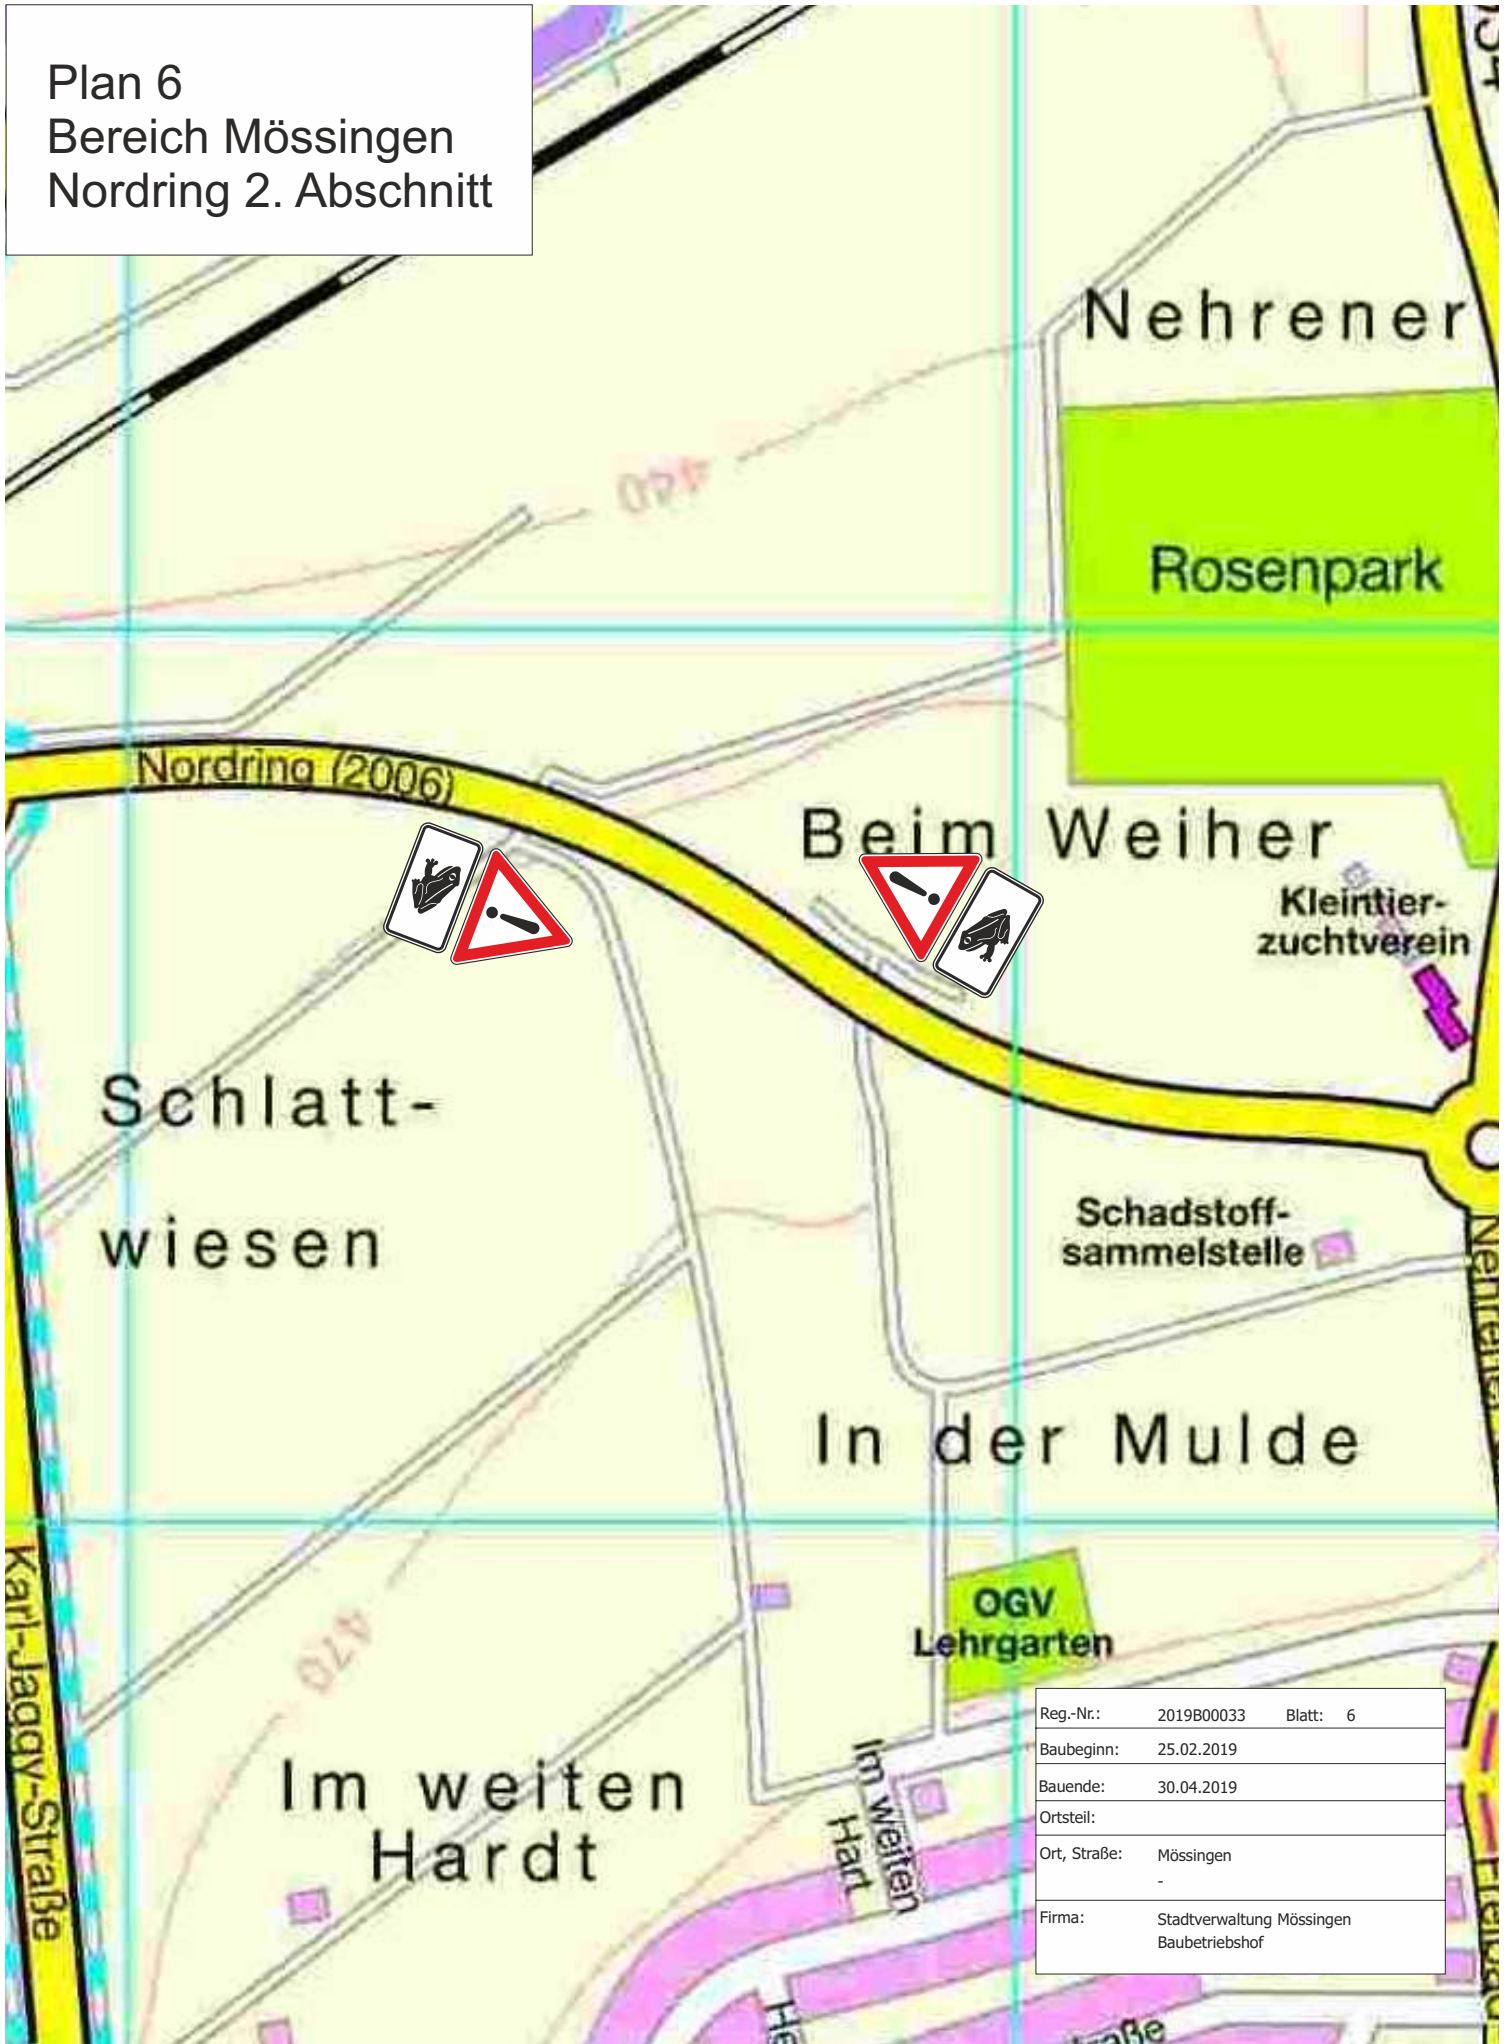 Plan 6
Bereich Mössingen
Nordring 2. Abschnitt
Nehrener
440
Rosenpark
Nordring (2006)
Beim Weiher
Kleintier-
zuchtverein
Schlatt-
wiesen
Schadstoff-
sammelstelle
In der Mulde
OGV
Lehrgarten
470
Karl-Jaggy-Straße
Im weiten
Hardt
Im weiten
Hart
Reg.-Nr.: 2019B00033 Blatt: 6
Baubeginn: 25.02.2019
Bauende: 30.04.2019
Ortsteil:
Ort, Straße: Mössingen
-
Firma: Stadtverwaltung Mössingen
Baubetriebshof